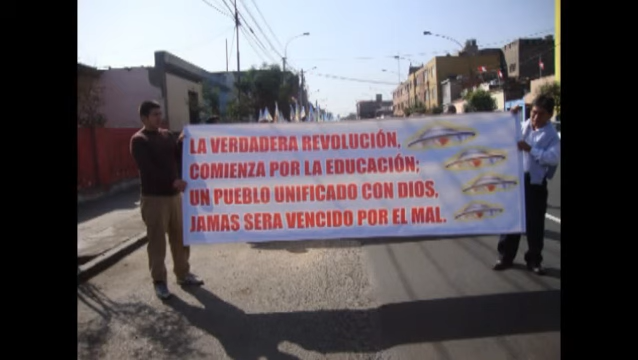 LA VERDADERA REVOLUCIÓN,
COMIENZA POR LA EDUCACIÓN;
UN PUEBLO UNIFICADO CON DIOS,
JAMAS SERA VENCIDO POR EL MAL.